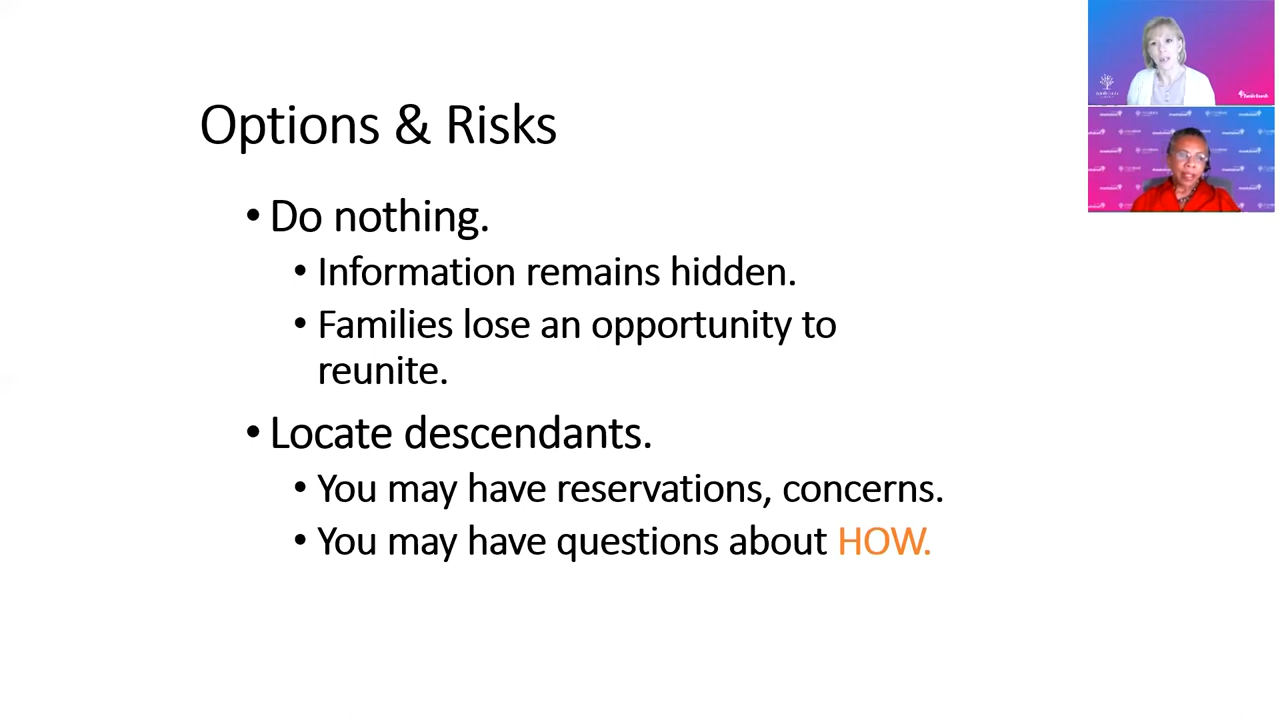 Options & Risks
• Do nothing.
• Information remains hidden.
• Families lose an opportunity to
reunite.
• Locate descendants.
• You may have reservations, concerns.
• You may have questions about HOW.